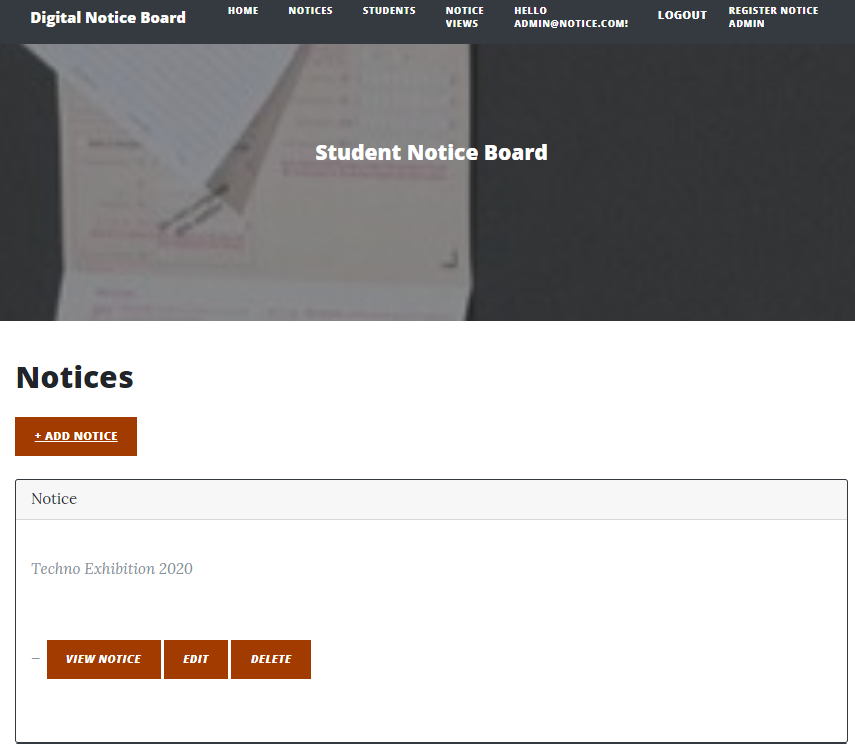 Digital Notice Board
HOME
NOTICES
STUDENTS
NOTICE
VIEWS
HELLO
ADMIN@NOTICE.COM!
LOGOUT
REGISTER NOTICE
ADMIN
Student Notice Board
Notices
+ ADD NOTICE
Notice
Techno Exhibition 2020
– VIEW NOTICE EDIT DELETE